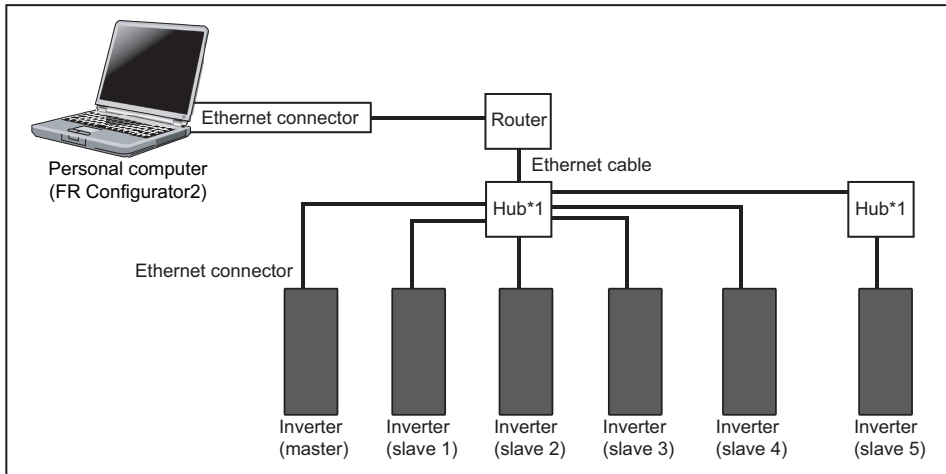 Ethernet connector
Router
Personal computer
(FR Configurator2)
Ethernet cable
Hub*1
Hub*1
Ethernet connector
Inverter
(master)
Inverter
(slave 1)
Inverter
(slave 2)
Inverter
(slave 3)
Inverter
(slave 4)
Inverter
(slave 5)